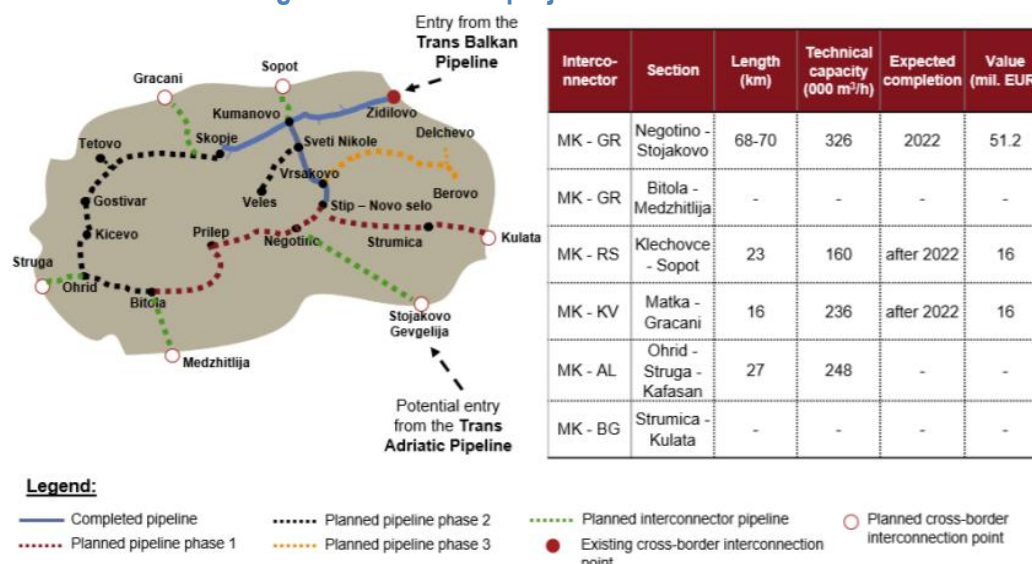 Entry from the
Trans Balkan
Pipeline
Gracani
Sopot
Kumanovo
Zidilovo
Tetovo
Skopje
Sveti Nikole
Delchevo
Vrsakovo
Gostivar
Veles
Berovo
Stip – Novo selo
Kicevo
Prilep
Negotino
Strumica
Kulata
Struga
Ohrid
Bitola
Stojakovo
Gevgelija
Medzhitlija
Potential entry
from the Trans
Adriatic Pipeline
Interco-
nnector
Section
Length
(km)
Technical
capacity
(000 m³/h)
Expected
completion
Value
(mil. EUR
MK - GR
Negotino -
Stojakovo
68-70
326
2022
51.2
MK - GR
Bitola -
Medzhitlija
-
-
-
-
MK - RS
Klechovce
- Sopot
23
160
after 2022
16
MK - KV
Matka -
Gracani
16
236
after 2022
16
MK - AL
Ohrid -
Struga -
Kafasan
27
248
-
-
MK - BG
Strumica -
Kulata
-
-
-
-
Legend:
Completed pipeline
Planned pipeline phase 1
Planned pipeline phase 2
Planned pipeline phase 3
Planned interconnector pipeline
Existing cross-border interconnection
point
Planned cross-border
interconnection point